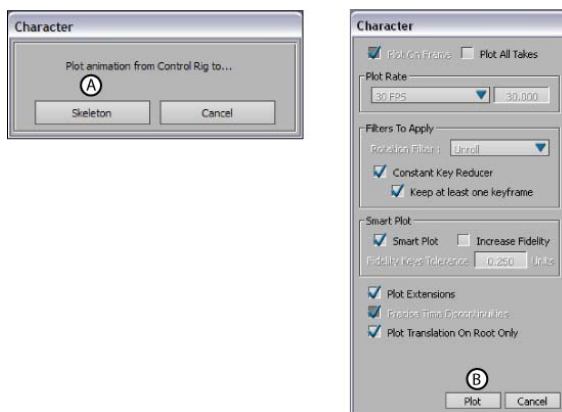 Character
Plot animation from Control Rig to...
A
Skeleton Cancel
Character
Plot On Frame Plot All Takes
Plot Rate
30 FPS 30.000
Filters To Apply
Rotation Filter: Unroll
Constant Key Reducer
Keep at least one keyframe
Smart Plot
Smart Plot Increase Fidelity
Fidelity Keys Tolerance 0.250 Units
Plot Extensions
Precise Time Discontinuities
Plot Translation On Root Only
B
Plot Cancel